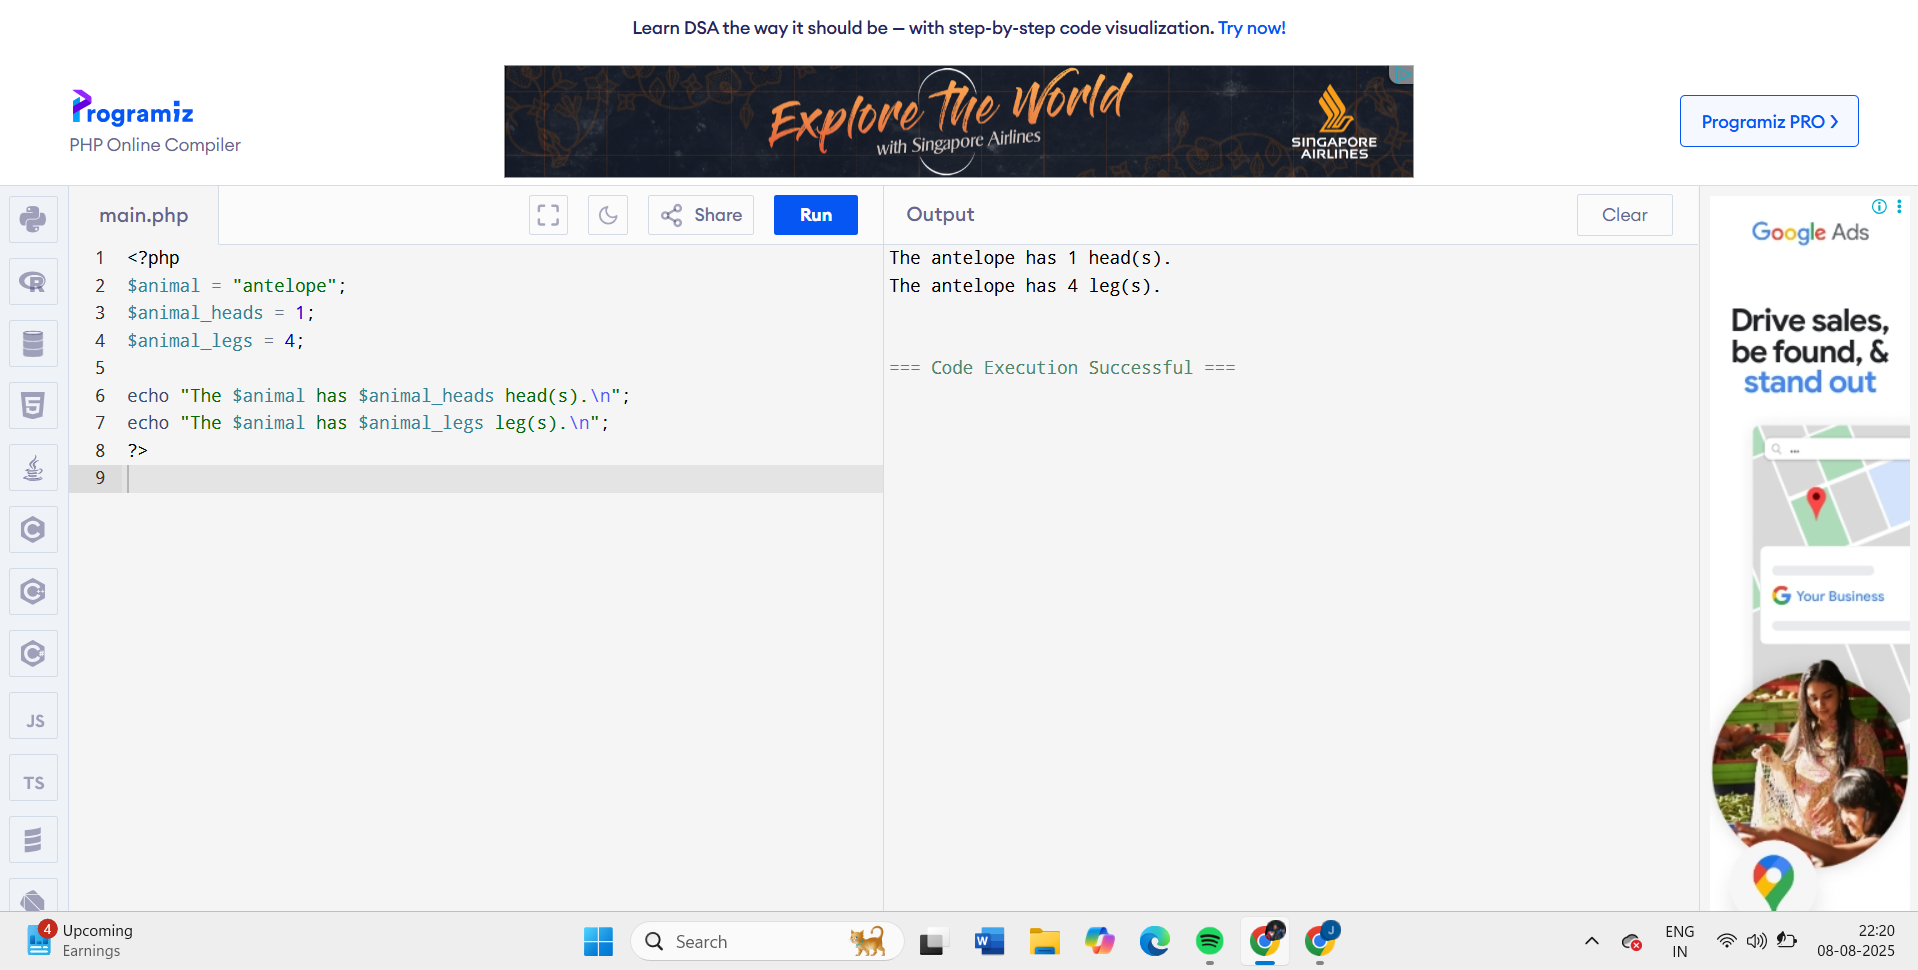 Learn DSA the way it should be — with step-by-step code visualization. Try now!
Programiz
PHP Online Compiler
Explore The World
with Singapore Airlines
SINGAPORE
AIRLINES
Programiz PRO
main.php
Share
Run
Output
Clear
1 <?php
2 $animal = "antelope";
3 $animal_heads = 1;
4 $animal_legs = 4;
5
6 echo "The $animal has $animal_heads head(s).\n";
7 echo "The $animal has $animal_legs leg(s).\n";
8 ?>
9
The antelope has 1 head(s).
The antelope has 4 leg(s).
=== Code Execution Successful ===
JS
TS
Google Ads
Drive sales,
be found, &
stand out
...
G Your Business
4
Upcoming
Earnings
Search
W
J
ENG
IN
22:20
08-08-2025